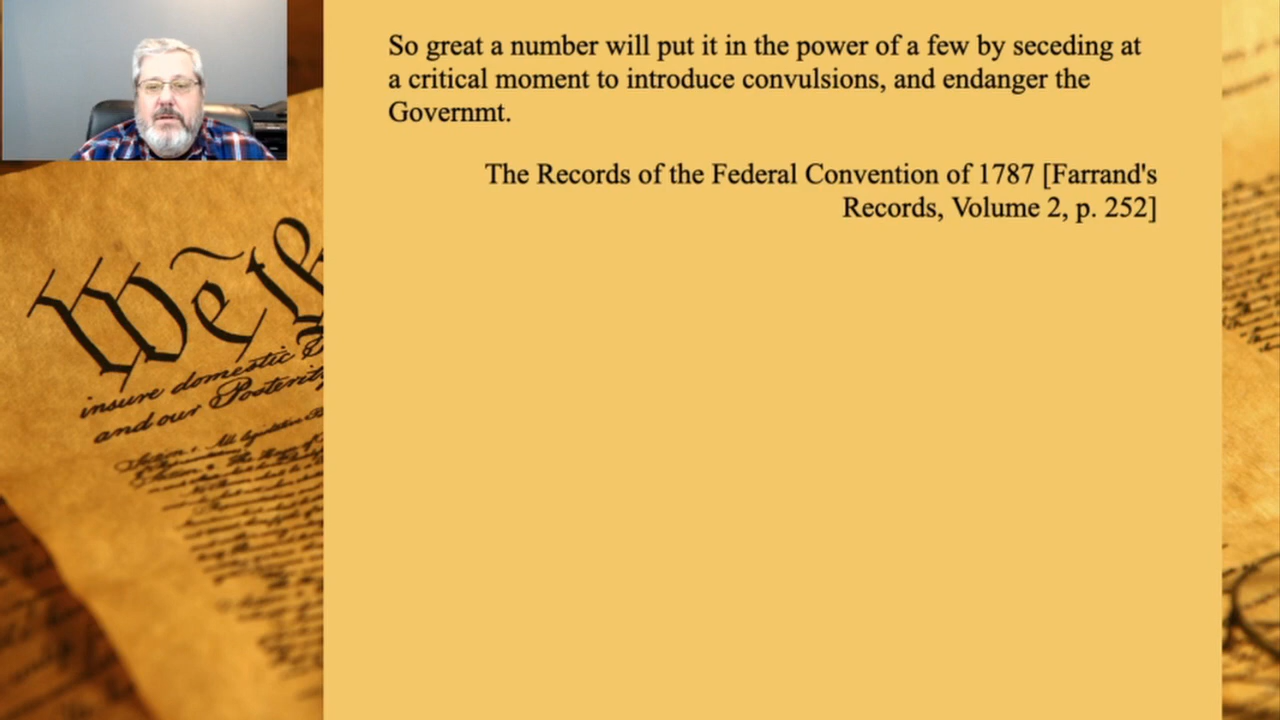 So great a number will put it in the power of a few by seceding at
a critical moment to introduce convulsions, and endanger the
Governmt.
The Records of the Federal Convention of 1787 [Farrand's
Records, Volume 2, p. 252]
We the
insure domestic
and our Posterity